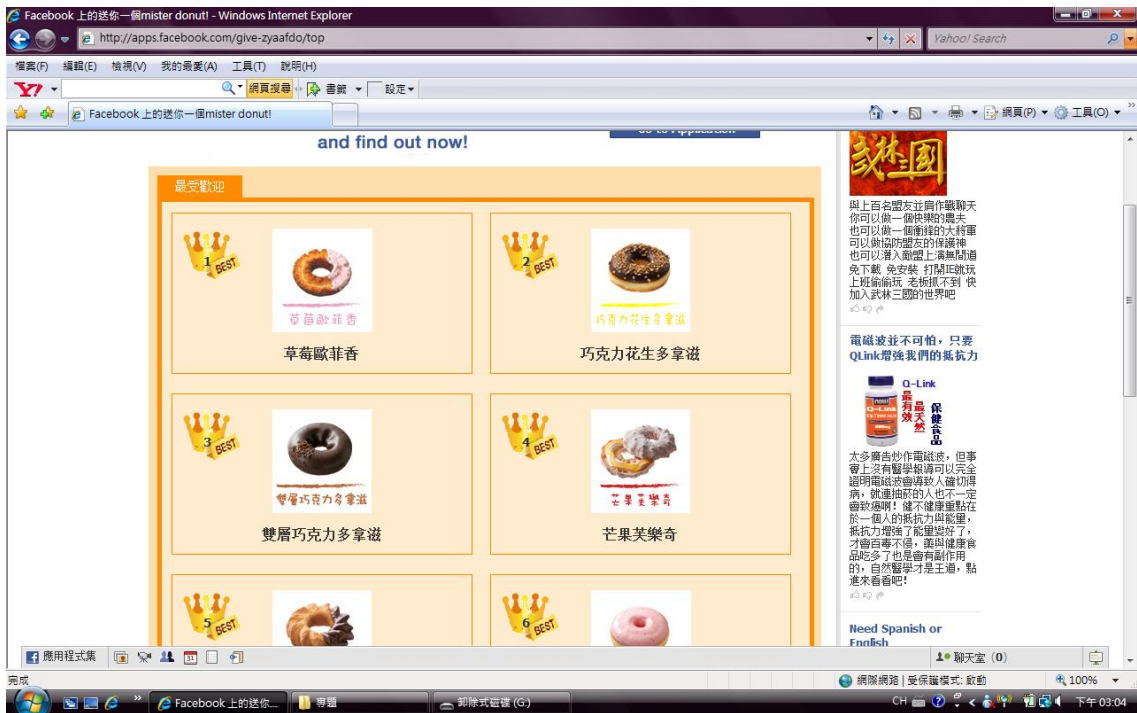 Facebook 上的送你一個mister donut! - Windows Internet Explorer
http://apps.facebook.com/give-zyaafdo/top
Yahoo! Search
檔案(F) 編輯(E) 檢視(V) 我的最愛(A) 工具(T) 說明(H)
Y! 網頁搜尋 書籤 設定
Facebook 上的送你一個mister donut!
網頁(P) 工具(O)
and find out now!
Go to Application
最受歡迎
1 BEST
草莓歐菲香
草莓歐菲香
2 BEST
巧克力花生多拿滋
巧克力花生多拿滋
3 BEST
雙層巧克力多拿滋
雙層巧克力多拿滋
4 BEST
芒果芙樂奇
芒果芙樂奇
5 BEST
6 BEST
武林三國
與上百名盟友並肩作戰聊天
你可以做一個快樂的農夫
也可以做一個衝鋒的大將軍
可以做協防盟友的保護神
也可以潛入敵盟上演無間道
免下載 免安裝 打開IE就玩
上班偷偷玩 老板抓不到 快
加入武林三國的世界吧
電磁波並不可怕，只要
QLink增強我們的抵抗力
Q-Link
最有效
最天然
保健食品
太多廣告炒作電磁波，但事
實上沒有醫學報導可以完全
證明電磁波會導致人確切得
病，就連抽菸的人也不一定
會致癌啊！健不健康重點在
於一個人的抵抗力與能量，
抵抗力增強了能量變好了，
才會百毒不侵，藥與健康食
品吃多了也是會有副作用
的，自然醫學才是王道，點
進來看看吧！
Need Spanish or
English
應用程式集
31
聊天室 (0)
完成
網際網路 | 受保護模式: 啟動
100%
Facebook 上的送你...
專題
卸除式磁碟 (G:)
CH
下午 03:04